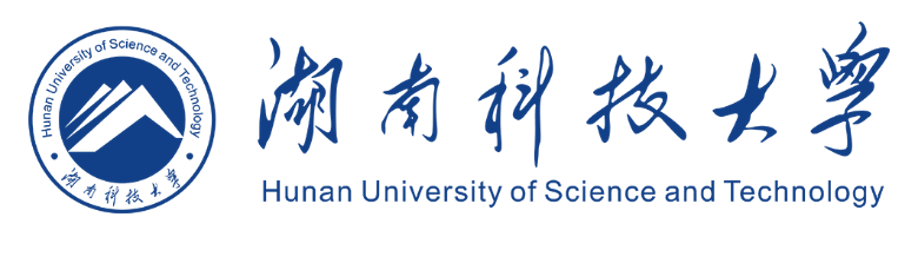 Hunan University of Science and Technology
湖南科技大學
湖南科技大學
Hunan University of Science and Technology